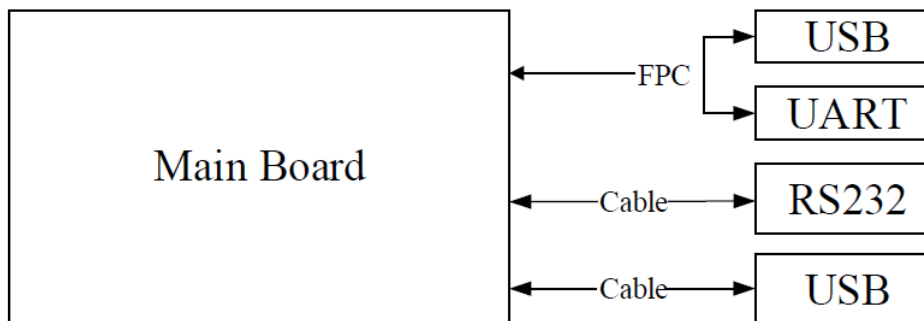 USB
FPC
UART
Main Board
Cable
RS232
Cable
USB